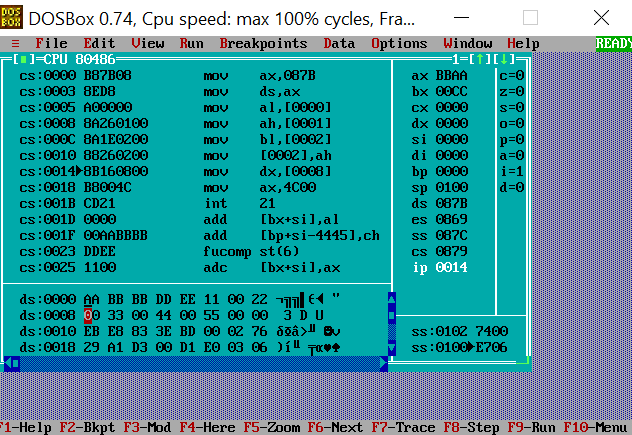 DOSBox 0.74, Cpu speed: max 100% cycles, Fra...
≡ File Edit View Run Breakpoints Data Options Window Help READY
[■]=CPU 80486 1=[↑][↓]
cs:0000 B87B08 mov ax,087B ax BBAA c=0
cs:0003 8ED8 mov ds,ax bx 00CC z=0
cs:0005 A00000 mov al,[0000] cx 0000 s=0
cs:0008 8A260100 mov ah,[0001] dx 0000 o=0
cs:000C 8A1E0200 mov bl,[0002] si 0000 p=0
cs:0010 88260200 mov [0002],ah di 0000 a=0
cs:0014►8B160800 mov dx,[0008] bp 0000 i=1
cs:0018 B8004C mov ax,4C00 sp 0100 d=0
cs:001B CD21 int 21 ds 087B
cs:001D 0000 add [bx+si],al es 0869
cs:001F 00AABBBB add [bp+si-4445],ch ss 087C
cs:0023 DDEE fucomp st(6) cs 0879
cs:0025 1100 adc [bx+si],ax ip 0014
ds:0000 AA BB BB DD EE 11 00 22 ¬╗╗▌ε◄ "
ds:0008 00 33 00 44 00 55 00 00 3 D U
ds:0010 EB E8 83 3E BD 00 02 76 δΦâ>╜ ☻v ss:0102 7400
ds:0018 29 A1 D3 00 D1 E0 03 06 )í╙ ╤α♥♠ ss:0100►E706
F1-Help F2-Bkpt F3-Mod F4-Here F5-Zoom F6-Next F7-Trace F8-Step F9-Run F10-Menu